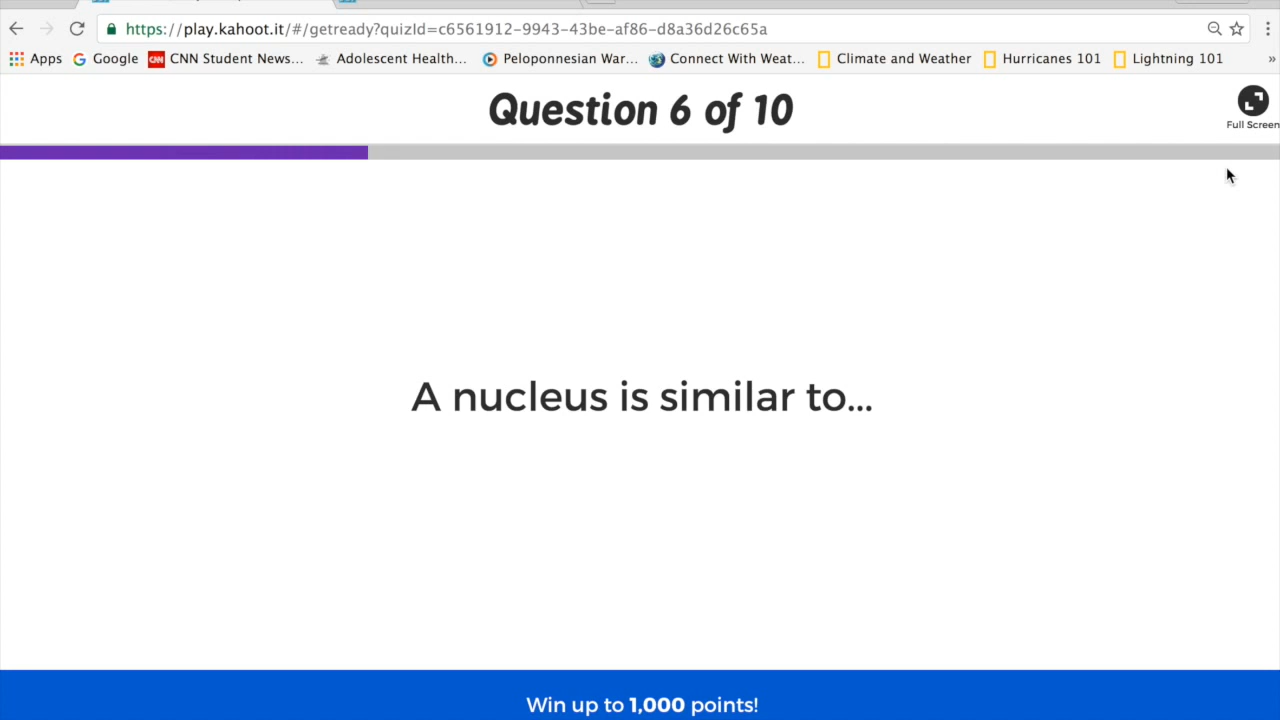 https://play.kahoot.it/#/getready?quizId=c6561912-9943-43be-af86-d8a36d26c65a
Apps Google CNN CNN Student News... Adolescent Health... Peloponnesian War... Connect With Weat... Climate and Weather Hurricanes 101 Lightning 101 »
Question 6 of 10
Full Screen
A nucleus is similar to...
Win up to 1,000 points!